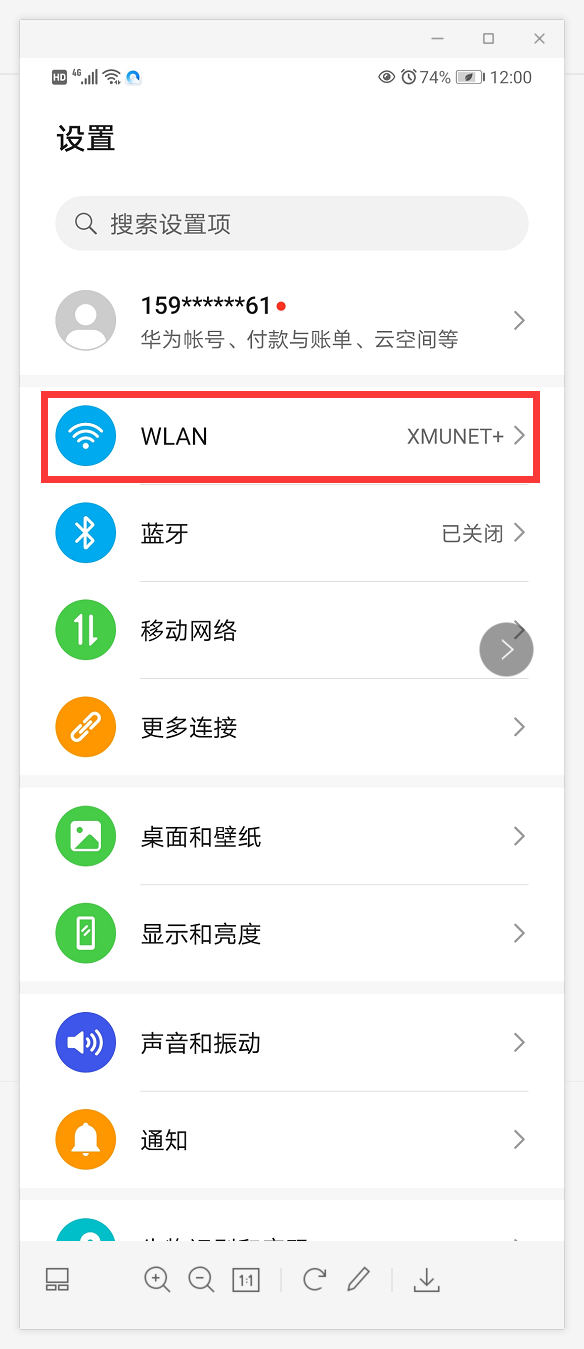 HD 4G 74% 12:00
设置
搜索设置项
159******61
华为帐号、付款与账单、云空间等
WLAN XMUNET+
蓝牙 已关闭
移动网络
更多连接
桌面和壁纸
显示和亮度
声音和振动
通知
1:1